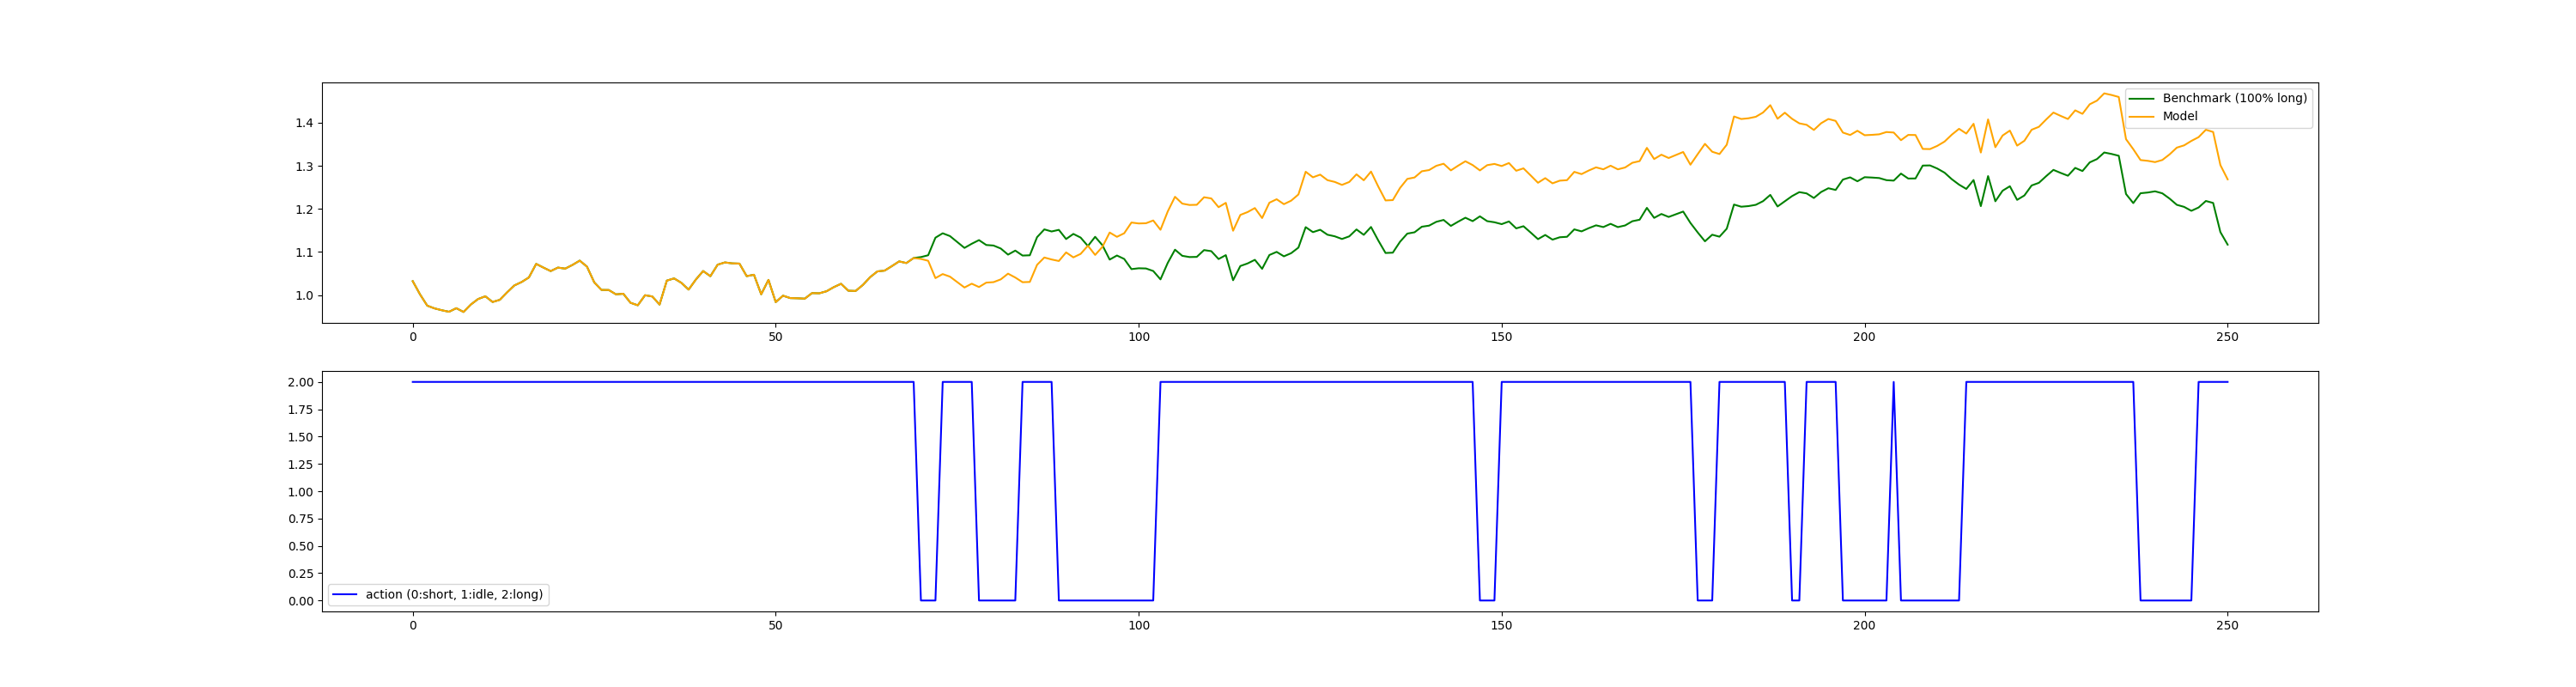 1.4
1.3
1.2
1.1
1.0
Benchmark (100% long)
Model
0 50 100 150 200 250
2.00
1.75
1.50
1.25
1.00
0.75
0.50
0.25
0.00
action (0:short, 1:idle, 2:long)
0 50 100 150 200 250